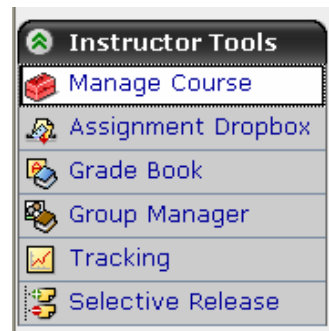 Instructor Tools
Manage Course
Assignment Dropbox
Grade Book
Group Manager
Tracking
Selective Release